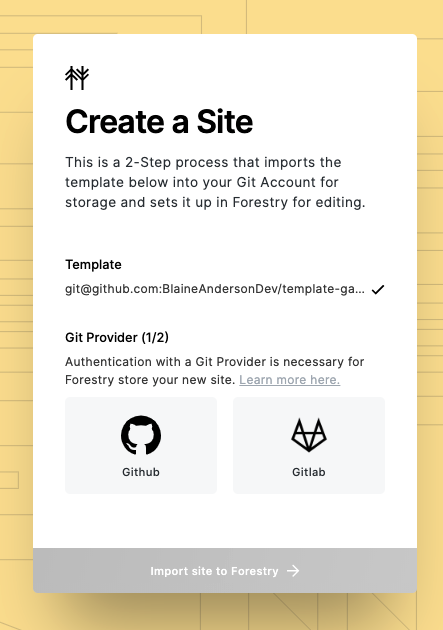 Create a Site
This is a 2-Step process that imports the
template below into your Git Account for
storage and sets it up in Forestry for editing.
Template
git@github.com:BlaineAndersonDev/template-ga...
Git Provider (1/2)
Authentication with a Git Provider is necessary for
Forestry store your new site. Learn more here.
Github
Gitlab
Import site to Forestry